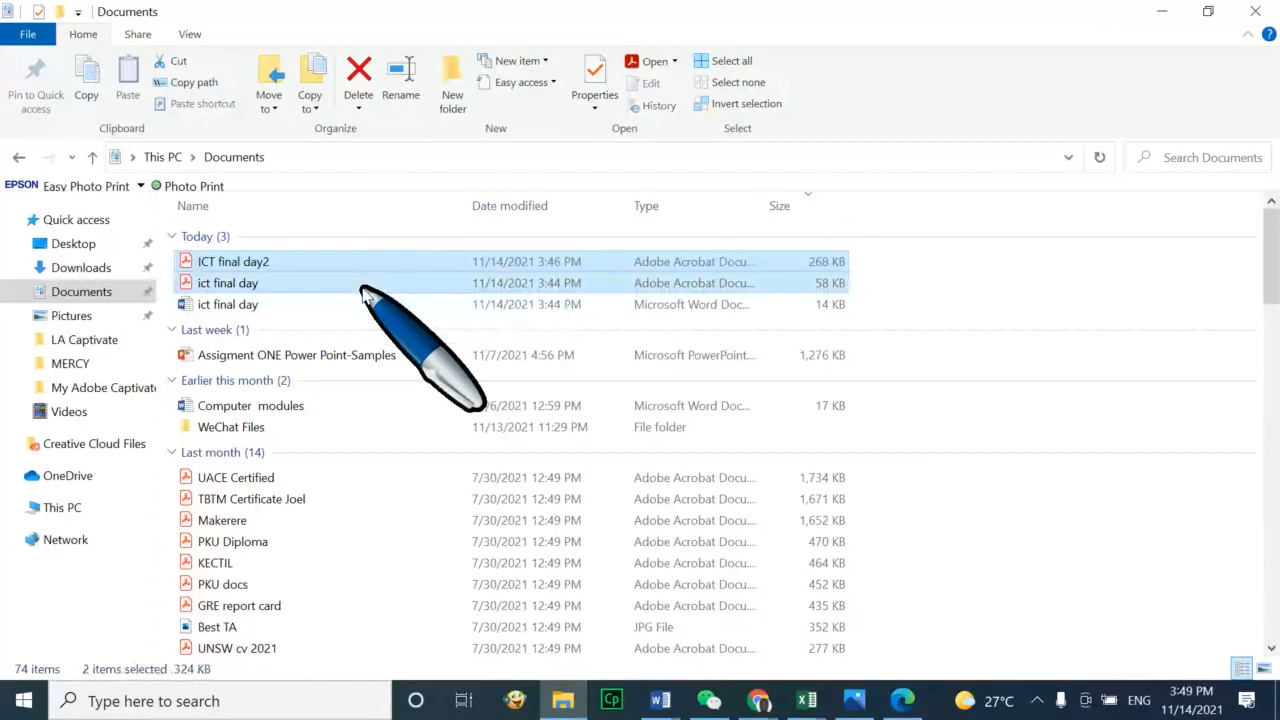 Documents
File Home Share View
Pin to Quick access
Copy
Paste
Cut
Copy path
Paste shortcut
Clipboard
Move to
Copy to
Delete
Rename
Organize
New folder
New item
Easy access
New
Properties
Open
Edit
History
Open
Select all
Select none
Invert selection
Select
This PC > Documents
Search Documents
EPSON Easy Photo Print Photo Print
Quick access
Desktop
Downloads
Documents
Pictures
LA Captivate
MERCY
My Adobe Captivate
Videos
Creative Cloud Files
OneDrive
This PC
Network
Name Date modified Type Size
Today (3)
ICT final day2 11/14/2021 3:46 PM Adobe Acrobat Docu... 268 KB
ict final day 11/14/2021 3:44 PM Adobe Acrobat Docu... 58 KB
ict final day 11/14/2021 3:44 PM Microsoft Word Doc... 14 KB
Last week (1)
Assigment ONE Power Point-Samples 11/7/2021 4:56 PM Microsoft PowerPoint... 1,276 KB
Earlier this month (2)
Computer modules /6/2021 12:59 PM Microsoft Word Doc... 17 KB
WeChat Files 11/13/2021 11:29 PM File folder
Last month (14)
UACE Certified 7/30/2021 12:49 PM Adobe Acrobat Docu... 1,734 KB
TBTM Certificate Joel 7/30/2021 12:49 PM Adobe Acrobat Docu... 1,671 KB
Makerere 7/30/2021 12:49 PM Adobe Acrobat Docu... 1,652 KB
PKU Diploma 7/30/2021 12:49 PM Adobe Acrobat Docu... 470 KB
KECTIL 7/30/2021 12:49 PM Adobe Acrobat Docu... 464 KB
PKU docs 7/30/2021 12:49 PM Adobe Acrobat Docu... 452 KB
GRE report card 7/30/2021 12:49 PM Adobe Acrobat Docu... 435 KB
Best TA 7/30/2021 12:49 PM JPG File 352 KB
UNSW cv 2021 7/30/2021 12:49 PM Adobe Acrobat Docu... 277 KB
74 items 2 items selected 324 KB
Type here to search
Cp
27°C
ENG
3:49 PM
11/14/2021